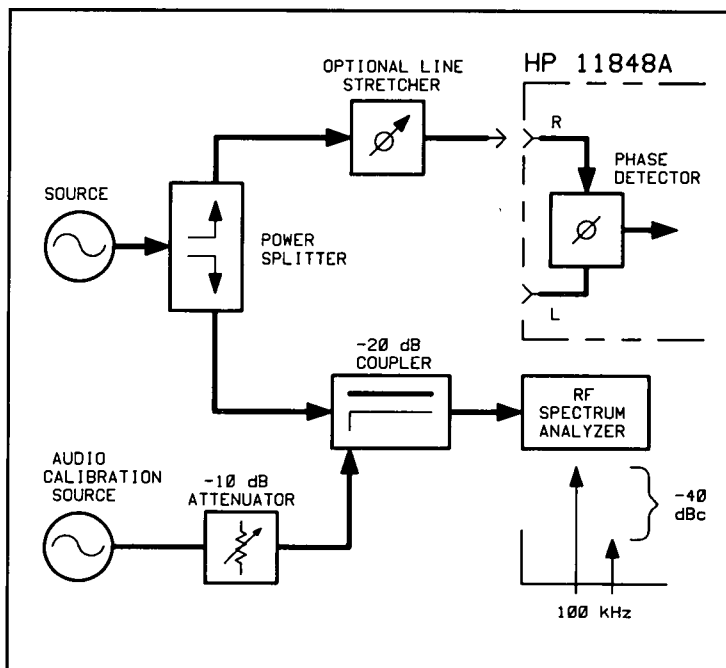 HP 11848A
OPTIONAL LINE
STRETCHER
R
PHASE
DETECTOR
SOURCE
POWER
SPLITTER
L
-20 dB
COUPLER
RF
SPECTRUM
ANALYZER
AUDIO
CALIBRATION
SOURCE
-10 dB
ATTENUATOR
-40
dBc
100 kHz